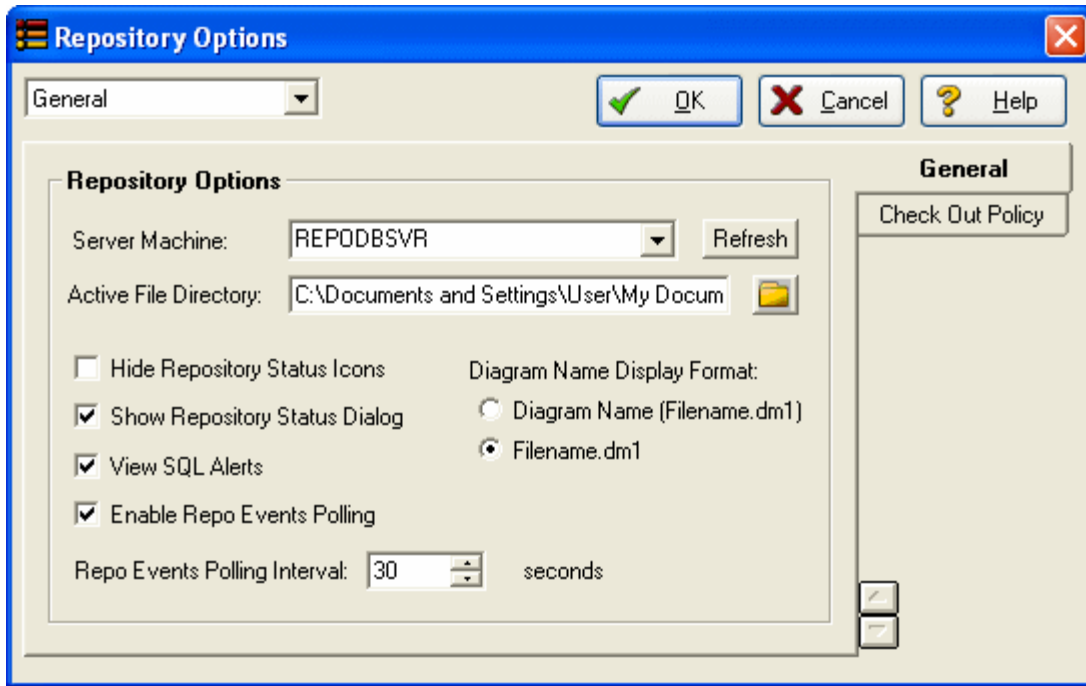 Repository Options
General
OK
Cancel
Help
General
Check Out Policy
Repository Options
Server Machine: REPODBSVR Refresh
Active File Directory: C:\Documents and Settings\User\My Docum
Hide Repository Status Icons
Show Repository Status Dialog
View SQL Alerts
Enable Repo Events Polling
Diagram Name Display Format:
Diagram Name (Filename.dm1)
Filename.dm1
Repo Events Polling Interval: 30 seconds